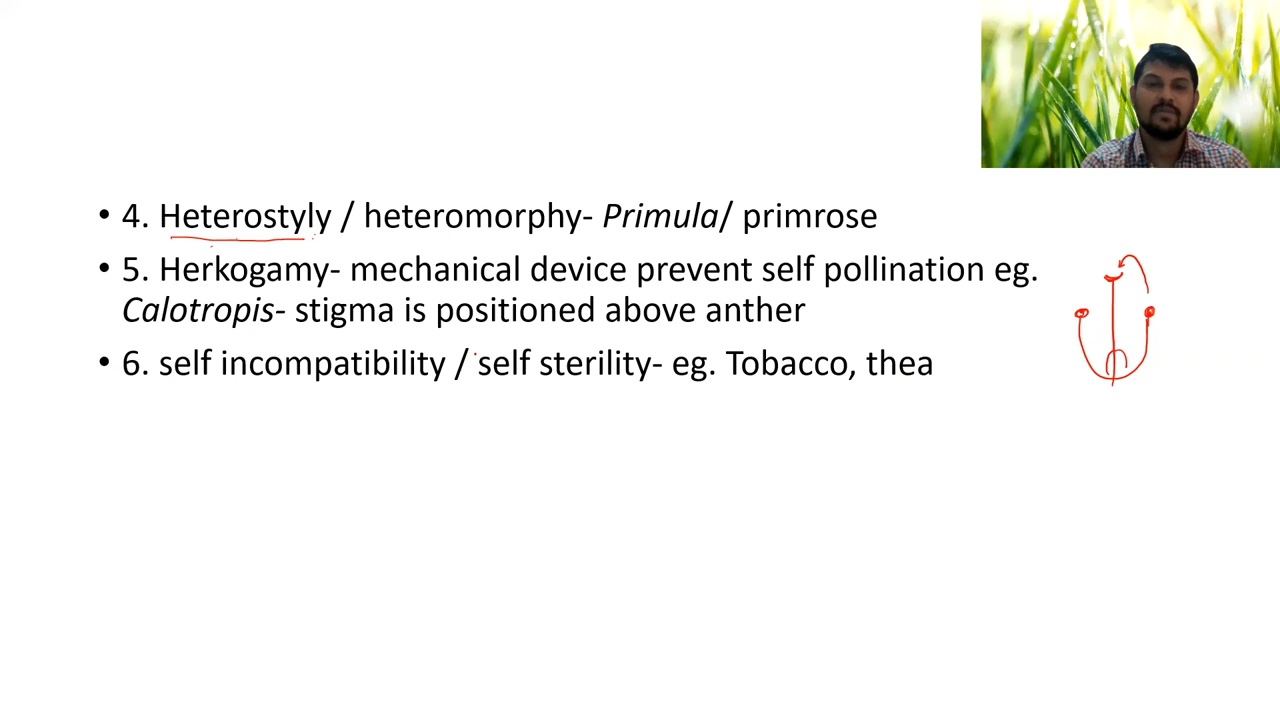 • 4. Heterostyly / heteromorphy- Primula/ primrose
• 5. Herkogamy- mechanical device prevent self pollination eg.
Calotropis- stigma is positioned above anther
• 6. self incompatibility / self sterility- eg. Tobacco, thea